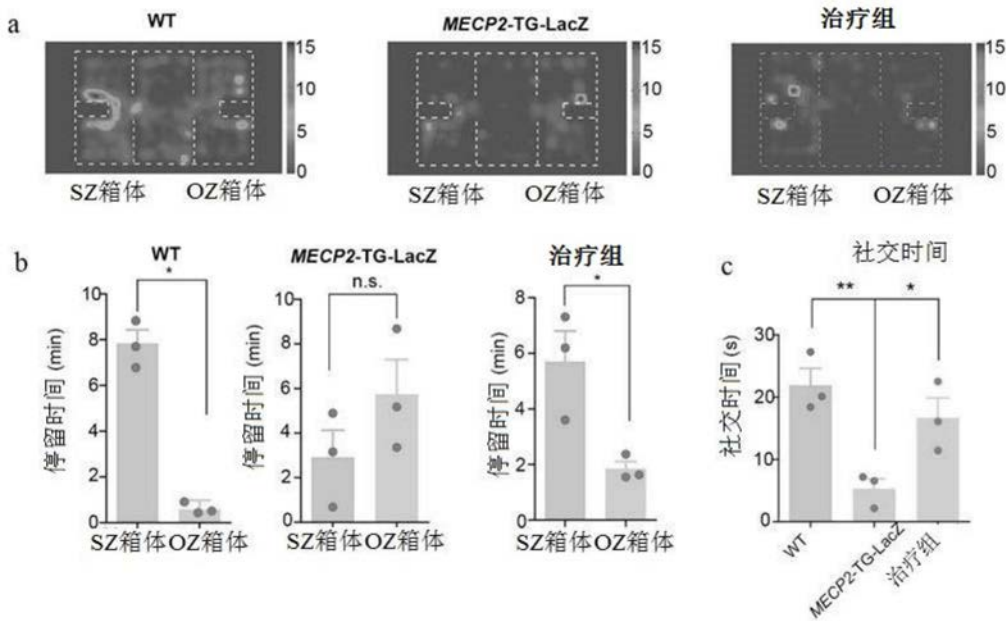 a
WT
15
10
5
0
SZ箱体
OZ箱体
MECP2-TG-LacZ
15
10
5
0
SZ箱体
OZ箱体
治疗组
15
10
5
0
SZ箱体
OZ箱体
b
WT
*
停留时间 (min)
10
8
6
4
2
0
SZ箱体
OZ箱体
MECP2-TG-LacZ
n.s.
停留时间 (min)
10
8
6
4
2
0
SZ箱体
OZ箱体
治疗组
*
停留时间 (min)
8
6
4
2
0
SZ箱体
OZ箱体
c
社交时间
**
*
社交时间 (s)
30
20
10
0
WT
MECP2-TG-LacZ
治疗组